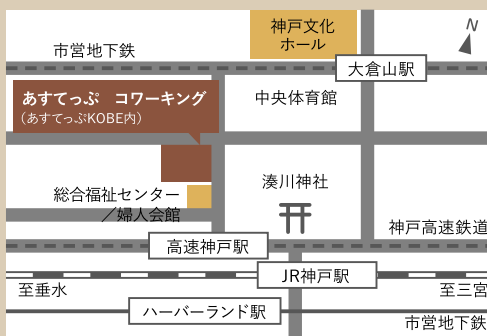 神戸文化
ホール
N
市営地下鉄
大倉山駅
あすてっぷ コワーキング
（あすてっぷKOBE内）
中央体育館
総合福祉センター
／婦人会館
湊川神社
神戸高速鉄道
高速神戸駅
JR神戸駅
至垂水
至三宮
ハーバーランド駅
市営地下鉄